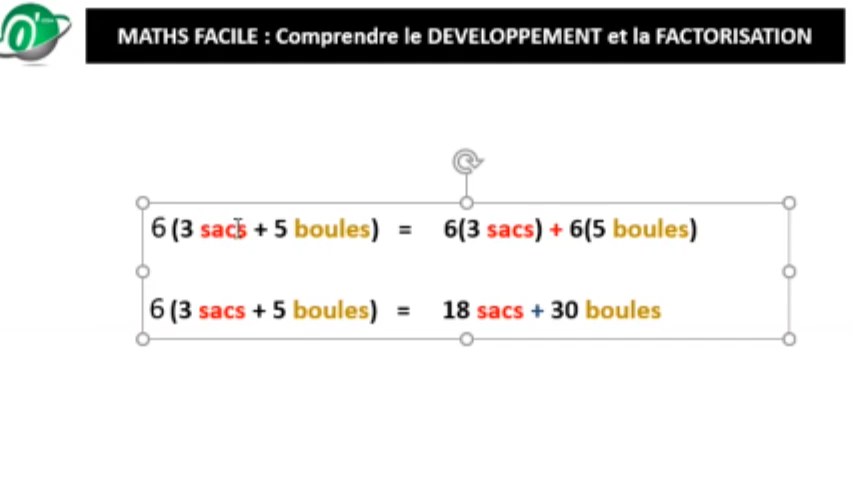 MATHS FACILE : Comprendre le DEVELOPPEMENT et la FACTORISATION
6 (3 sacs + 5 boules) = 6(3 sacs) + 6(5 boules)
6 (3 sacs + 5 boules) = 18 sacs + 30 boules